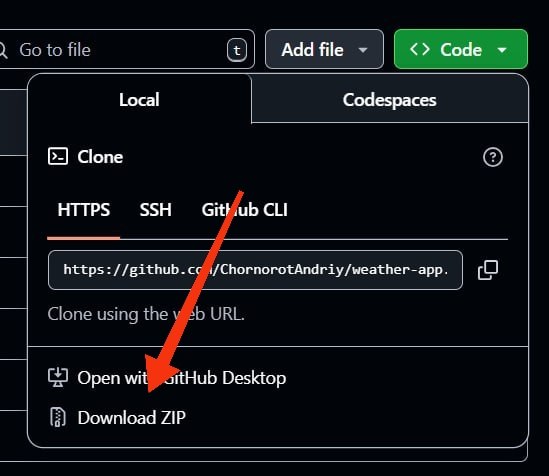 Go to file t Add file Code
Local Codespaces
Clone
HTTPS SSH GitHub CLI
https://github.com/ChornorotAndriy/weather-app.
Clone using the web URL.
Open with GitHub Desktop
Download ZIP